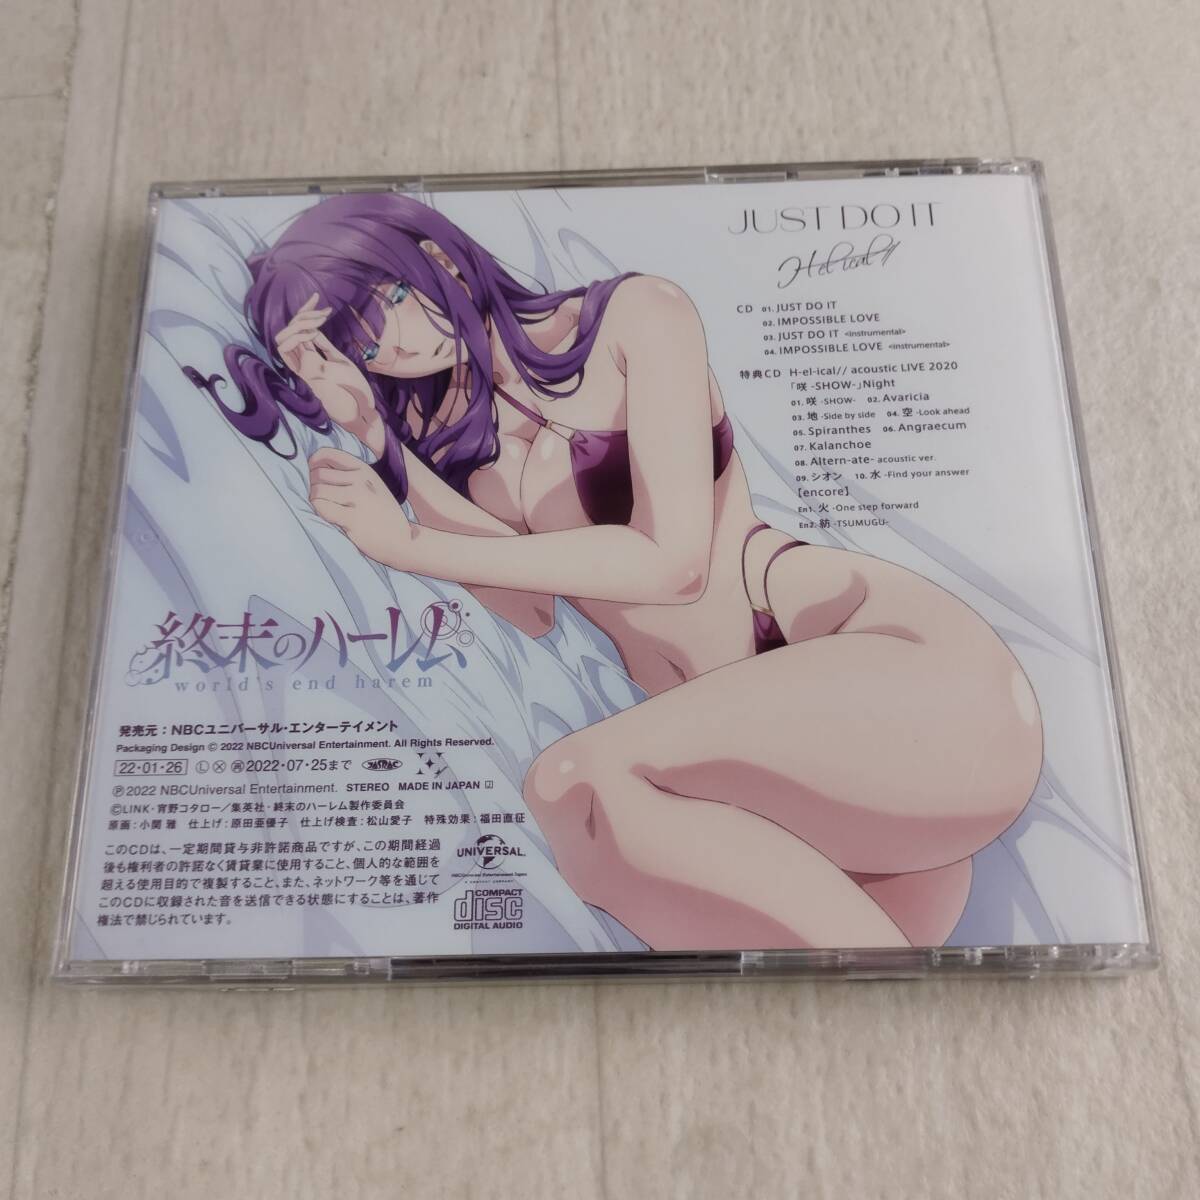 JUST DO IT
H-el-ical//
CD 01. JUST DO IT
02. IMPOSSIBLE LOVE
03. JUST DO IT <instrumental>
04. IMPOSSIBLE LOVE <instrumental>
特典CD H-el-ical// acoustic LIVE 2020
「咲 -SHOW-」Night
01. 咲 -SHOW- 02. Avaricia
03. 地 -Side by side 04. 空 -Look ahead
05. Spiranthes 06. Angraecum
07. Kalanchoe
08. Altern-ate- acoustic ver.
09. シオン 10. 水 -Find your answer
【encore】
En1. 火 -One step forward
En2. 紡 -TSUMUGU-
終末のハーレム
world's end harem
発売元：NBCユニバーサル・エンターテイメント
Packaging Design © 2022 NBCUniversal Entertainment. All Rights Reserved.
22・01・26 Ⓛ 2022・07・25まで JASRAC
Ⓟ2022 NBCUniversal Entertainment. STEREO MADE IN JAPAN Ⓙ
©LINK・宵野コタロー／集英社・終末のハーレム製作委員会
原画：小関 雅 仕上げ：原田亜優子 仕上げ検査：松山愛子 特殊効果：福田直征
このCDは、一定期間貸与非許諾商品ですが、この期間経過
後も権利者の許諾なく賃貸業に使用すること、個人的な範囲を
超える使用目的で複製すること、また、ネットワーク等を通じて
このCDに収録された音を送信できる状態にすることは、著作
権法で禁じられています。
UNIVERSAL
NBCUniversal Entertainment Japan
COMPACT
disc
DIGITAL AUDIO